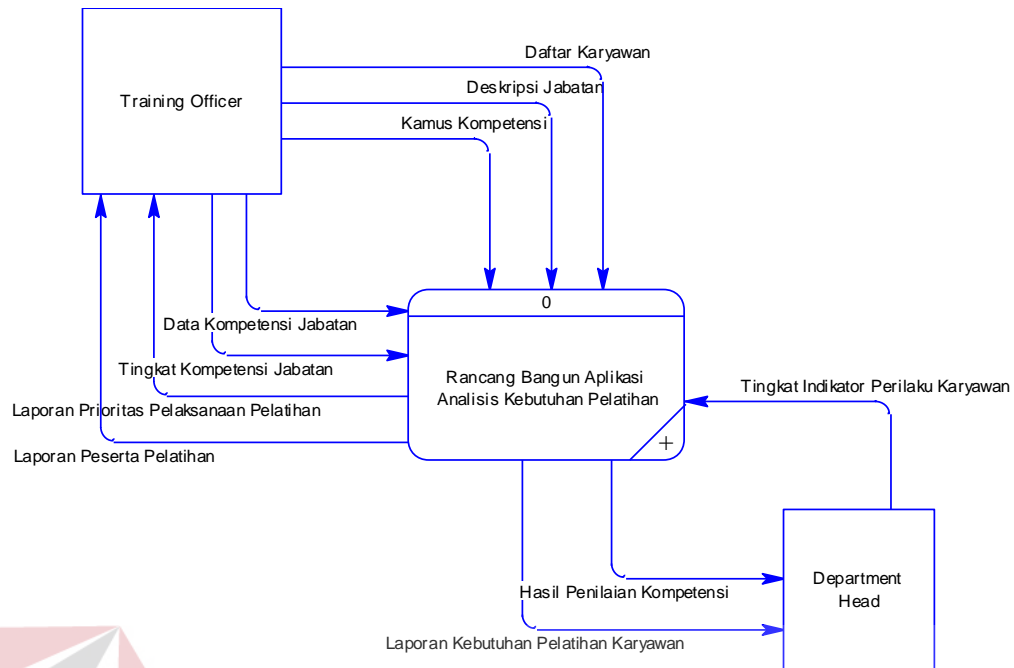 Daftar Karyawan
Deskripsi Jabatan
Training Officer
Kamus Kompetensi
0
Data Kompetensi Jabatan
Tingkat Kompetensi Jabatan
Rancang Bangun Aplikasi
Analisis Kebutuhan Pelatihan
Tingkat Indikator Perilaku Karyawan
Laporan Prioritas Pelaksanaan Pelatihan
+
Laporan Peserta Pelatihan
Department
Head
Hasil Penilaian Kompetensi
Laporan Kebutuhan Pelatihan Karyawan